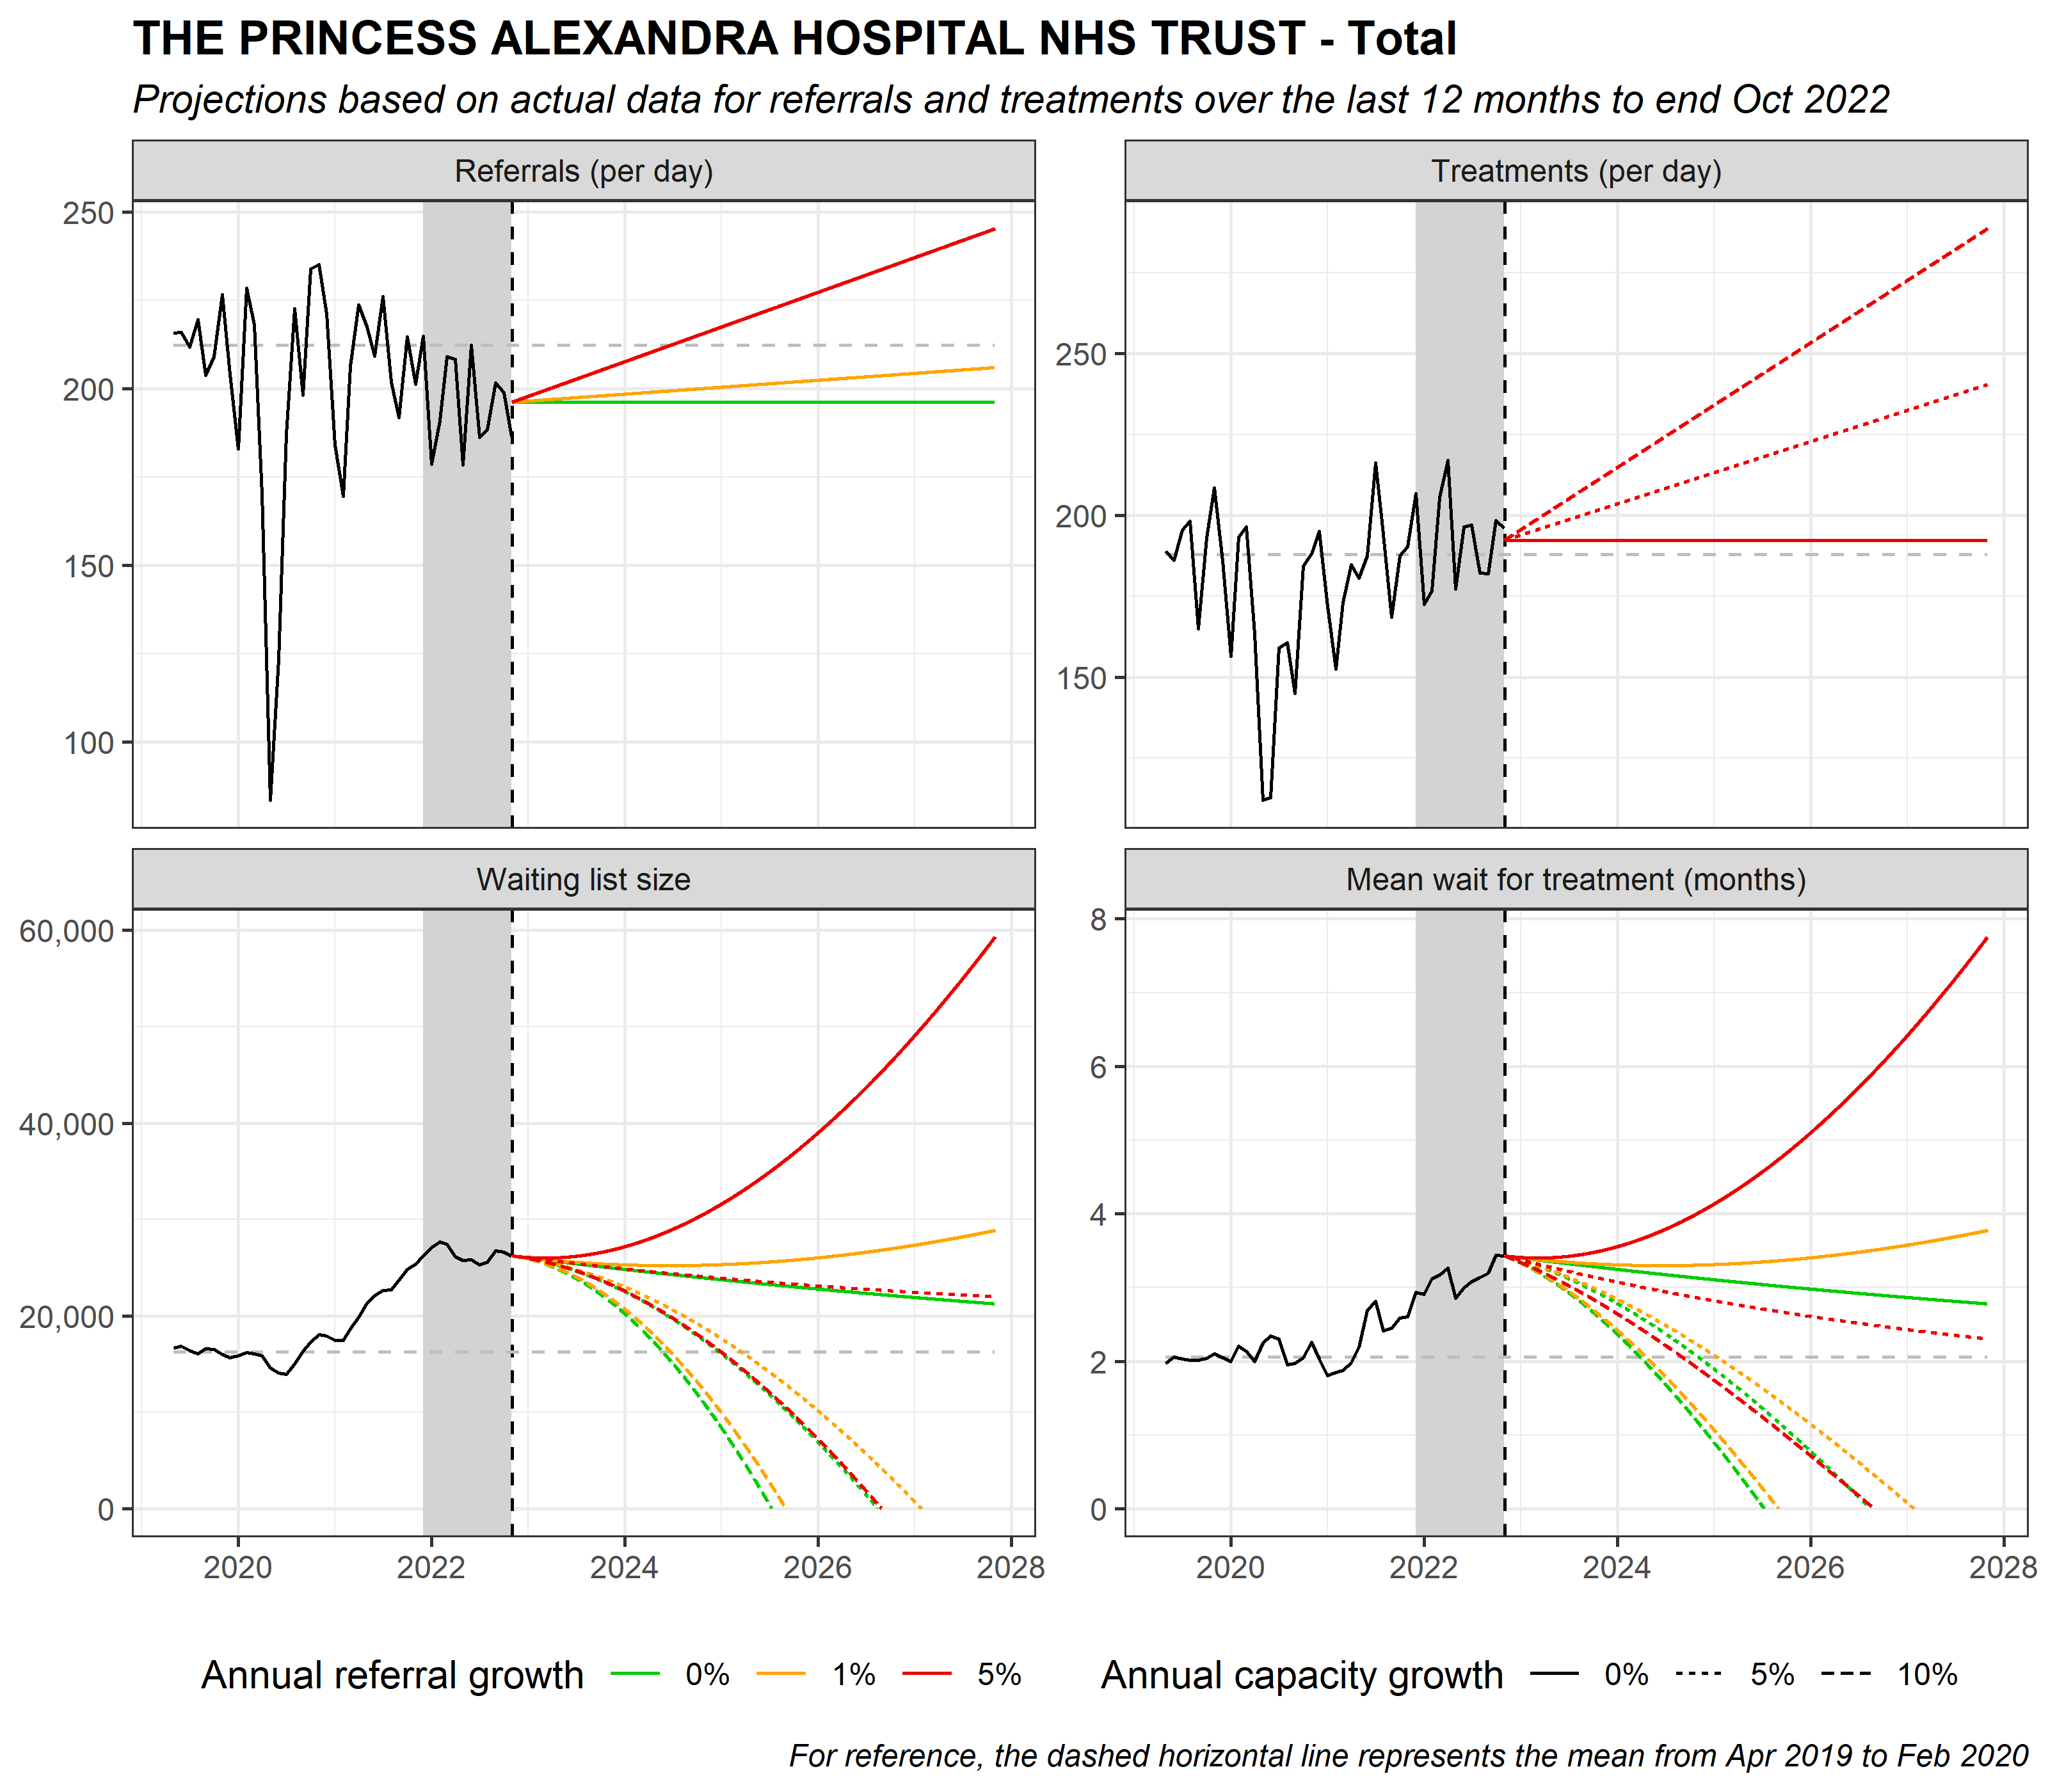 THE PRINCESS ALEXANDRA HOSPITAL NHS TRUST - Total
Projections based on actual data for referrals and treatments over the last 12 months to end Oct 2022
Referrals (per day)
250
200
150
100
Treatments (per day)
250
200
150
Waiting list size
60,000
40,000
20,000
0
2020 2022 2024 2026 2028
Mean wait for treatment (months)
8
6
4
2
0
2020 2022 2024 2026 2028
Annual referral growth 0% 1% 5%
Annual capacity growth 0% 5% 10%
For reference, the dashed horizontal line represents the mean from Apr 2019 to Feb 2020